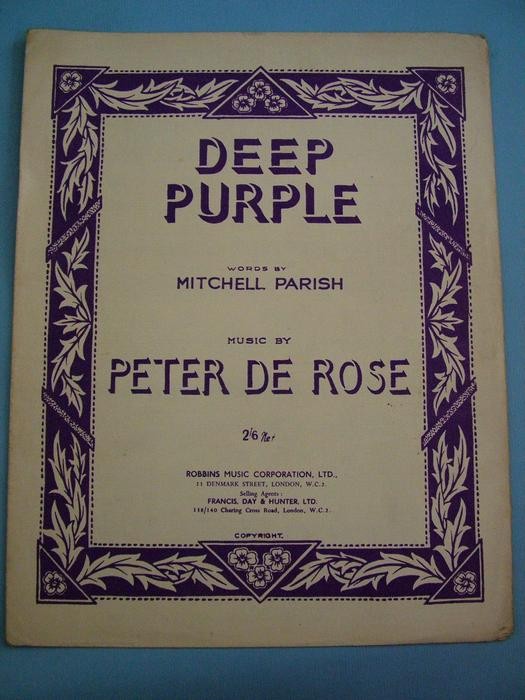 DEEP
PURPLE
WORDS BY
MITCHELL PARISH
MUSIC BY
PETER DE ROSE
2/6 Net
ROBBINS MUSIC CORPORATION, LTD.,
23 DENMARK STREET, LONDON, W.C.2.
Selling Agents :
FRANCIS, DAY & HUNTER, LTD.
138/140 Charing Cross Road, London, W.C.2.
COPYRIGHT.